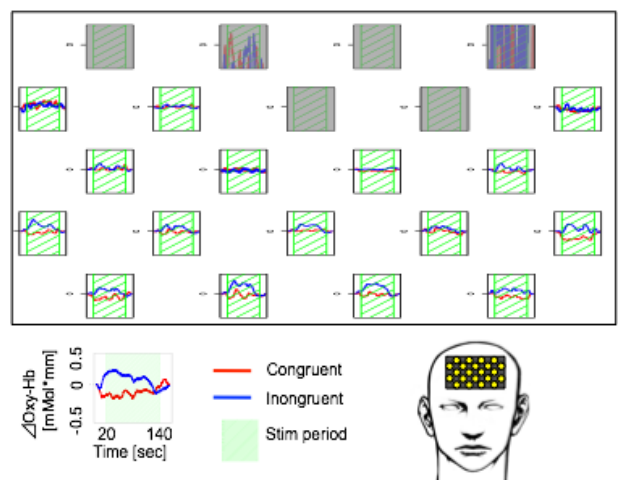 0.5
0
-0.5
⊿Oxy-Hb
[mMol*mm]
20 140
Time [sec]
Congruent
Inongruent
Stim period